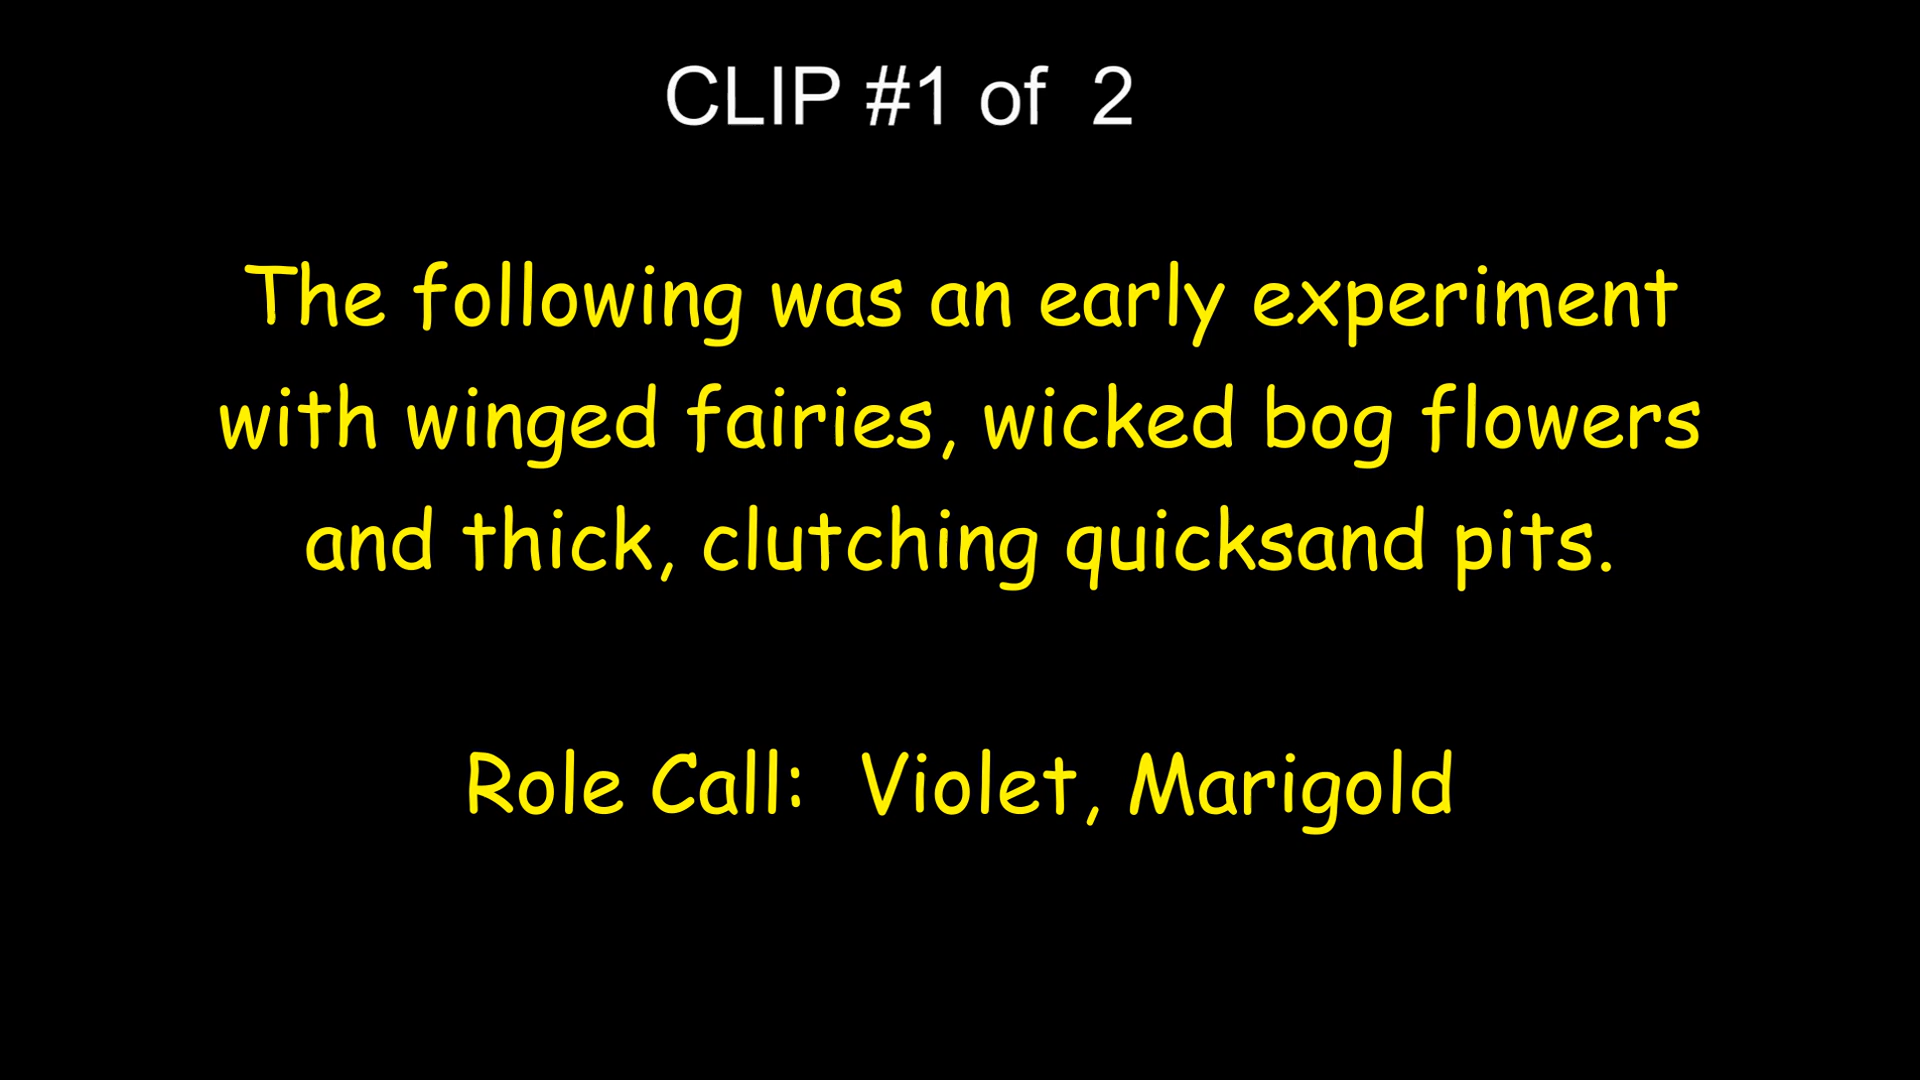 CLIP #1 of 2
The following was an early experiment
with winged fairies, wicked bog flowers
and thick, clutching quicksand pits.
Role Call: Violet, Marigold